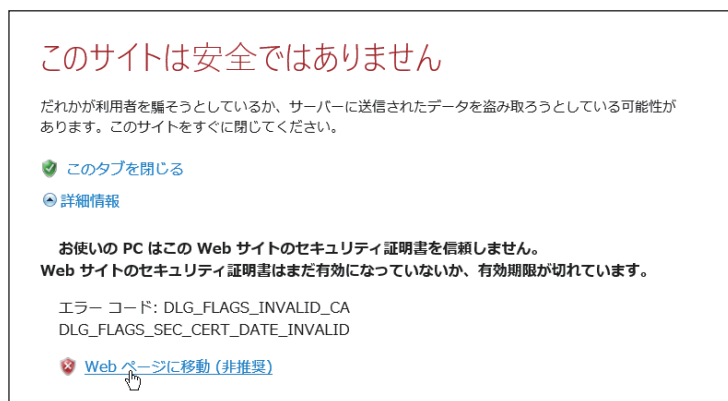 このサイトは安全ではありません
だれかが利用者を騙そうとしているか、サーバーに送信されたデータを盗み取ろうとしている可能性が
あります。このサイトをすぐに閉じてください。
このタブを閉じる
詳細情報
お使いの PC はこの Web サイトのセキュリティ証明書を信頼しません。
Web サイトのセキュリティ証明書はまだ有効になっていないか、有効期限が切れています。
エラー コード: DLG_FLAGS_INVALID_CA
DLG_FLAGS_SEC_CERT_DATE_INVALID
Web ページに移動 (非推奨)